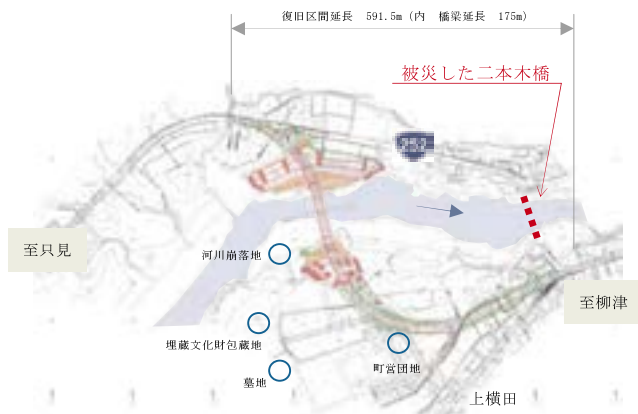 復旧区間延長　591.5m（内　橋梁延長　175m）
被災した二本木橋
至只見
河川崩落地
至柳津
埋蔵文化財包蔵地
町営団地
墓地
上横田